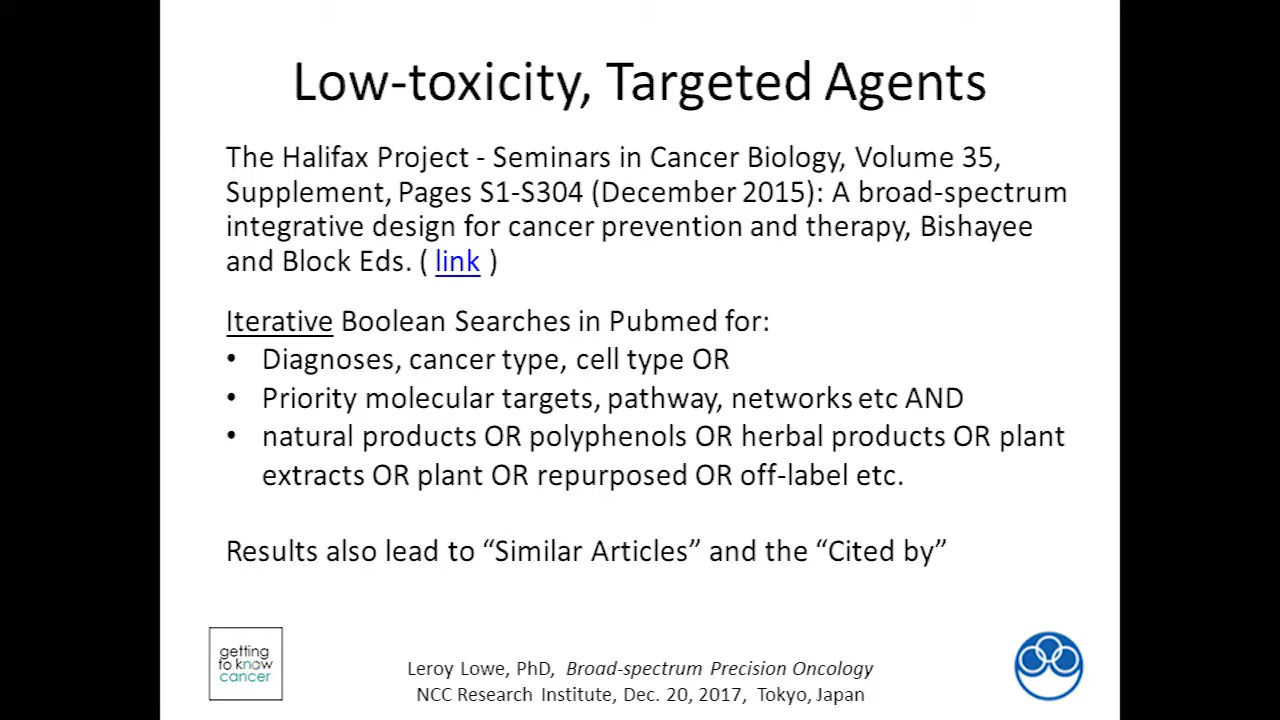 Low-toxicity, Targeted Agents
The Halifax Project - Seminars in Cancer Biology, Volume 35,
Supplement, Pages S1-S304 (December 2015): A broad-spectrum
integrative design for cancer prevention and therapy, Bishayee
and Block Eds. ( link )
Iterative Boolean Searches in Pubmed for:
• Diagnoses, cancer type, cell type OR
• Priority molecular targets, pathway, networks etc AND
• natural products OR polyphenols OR herbal products OR plant
extracts OR plant OR repurposed OR off-label etc.
Results also lead to “Similar Articles” and the “Cited by”
getting
to know
cancer
Leroy Lowe, PhD, Broad-spectrum Precision Oncology
NCC Research Institute, Dec. 20, 2017, Tokyo, Japan